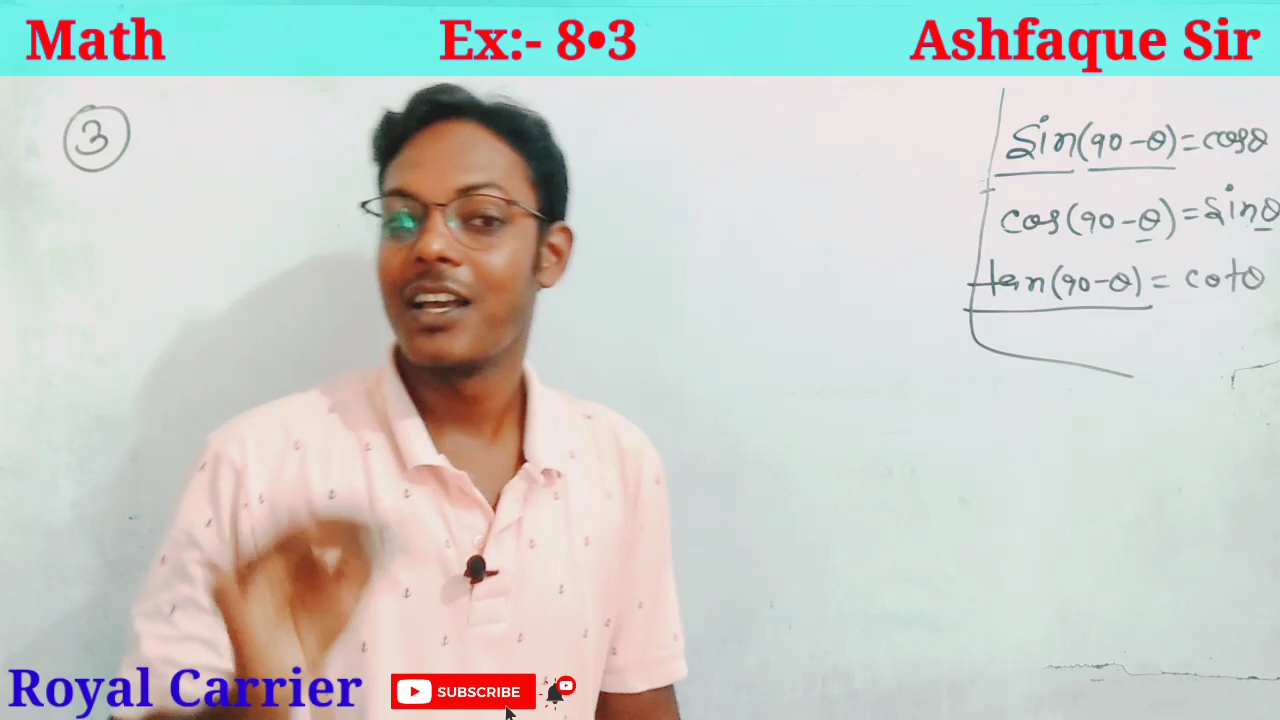 Math Ex:- 8•3 Ashfaque Sir
3
Sin(90-θ)=cosθ
cos(90-θ)=Sinθ
tan(90-θ)= cotθ
Royal Carrier SUBSCRIBE